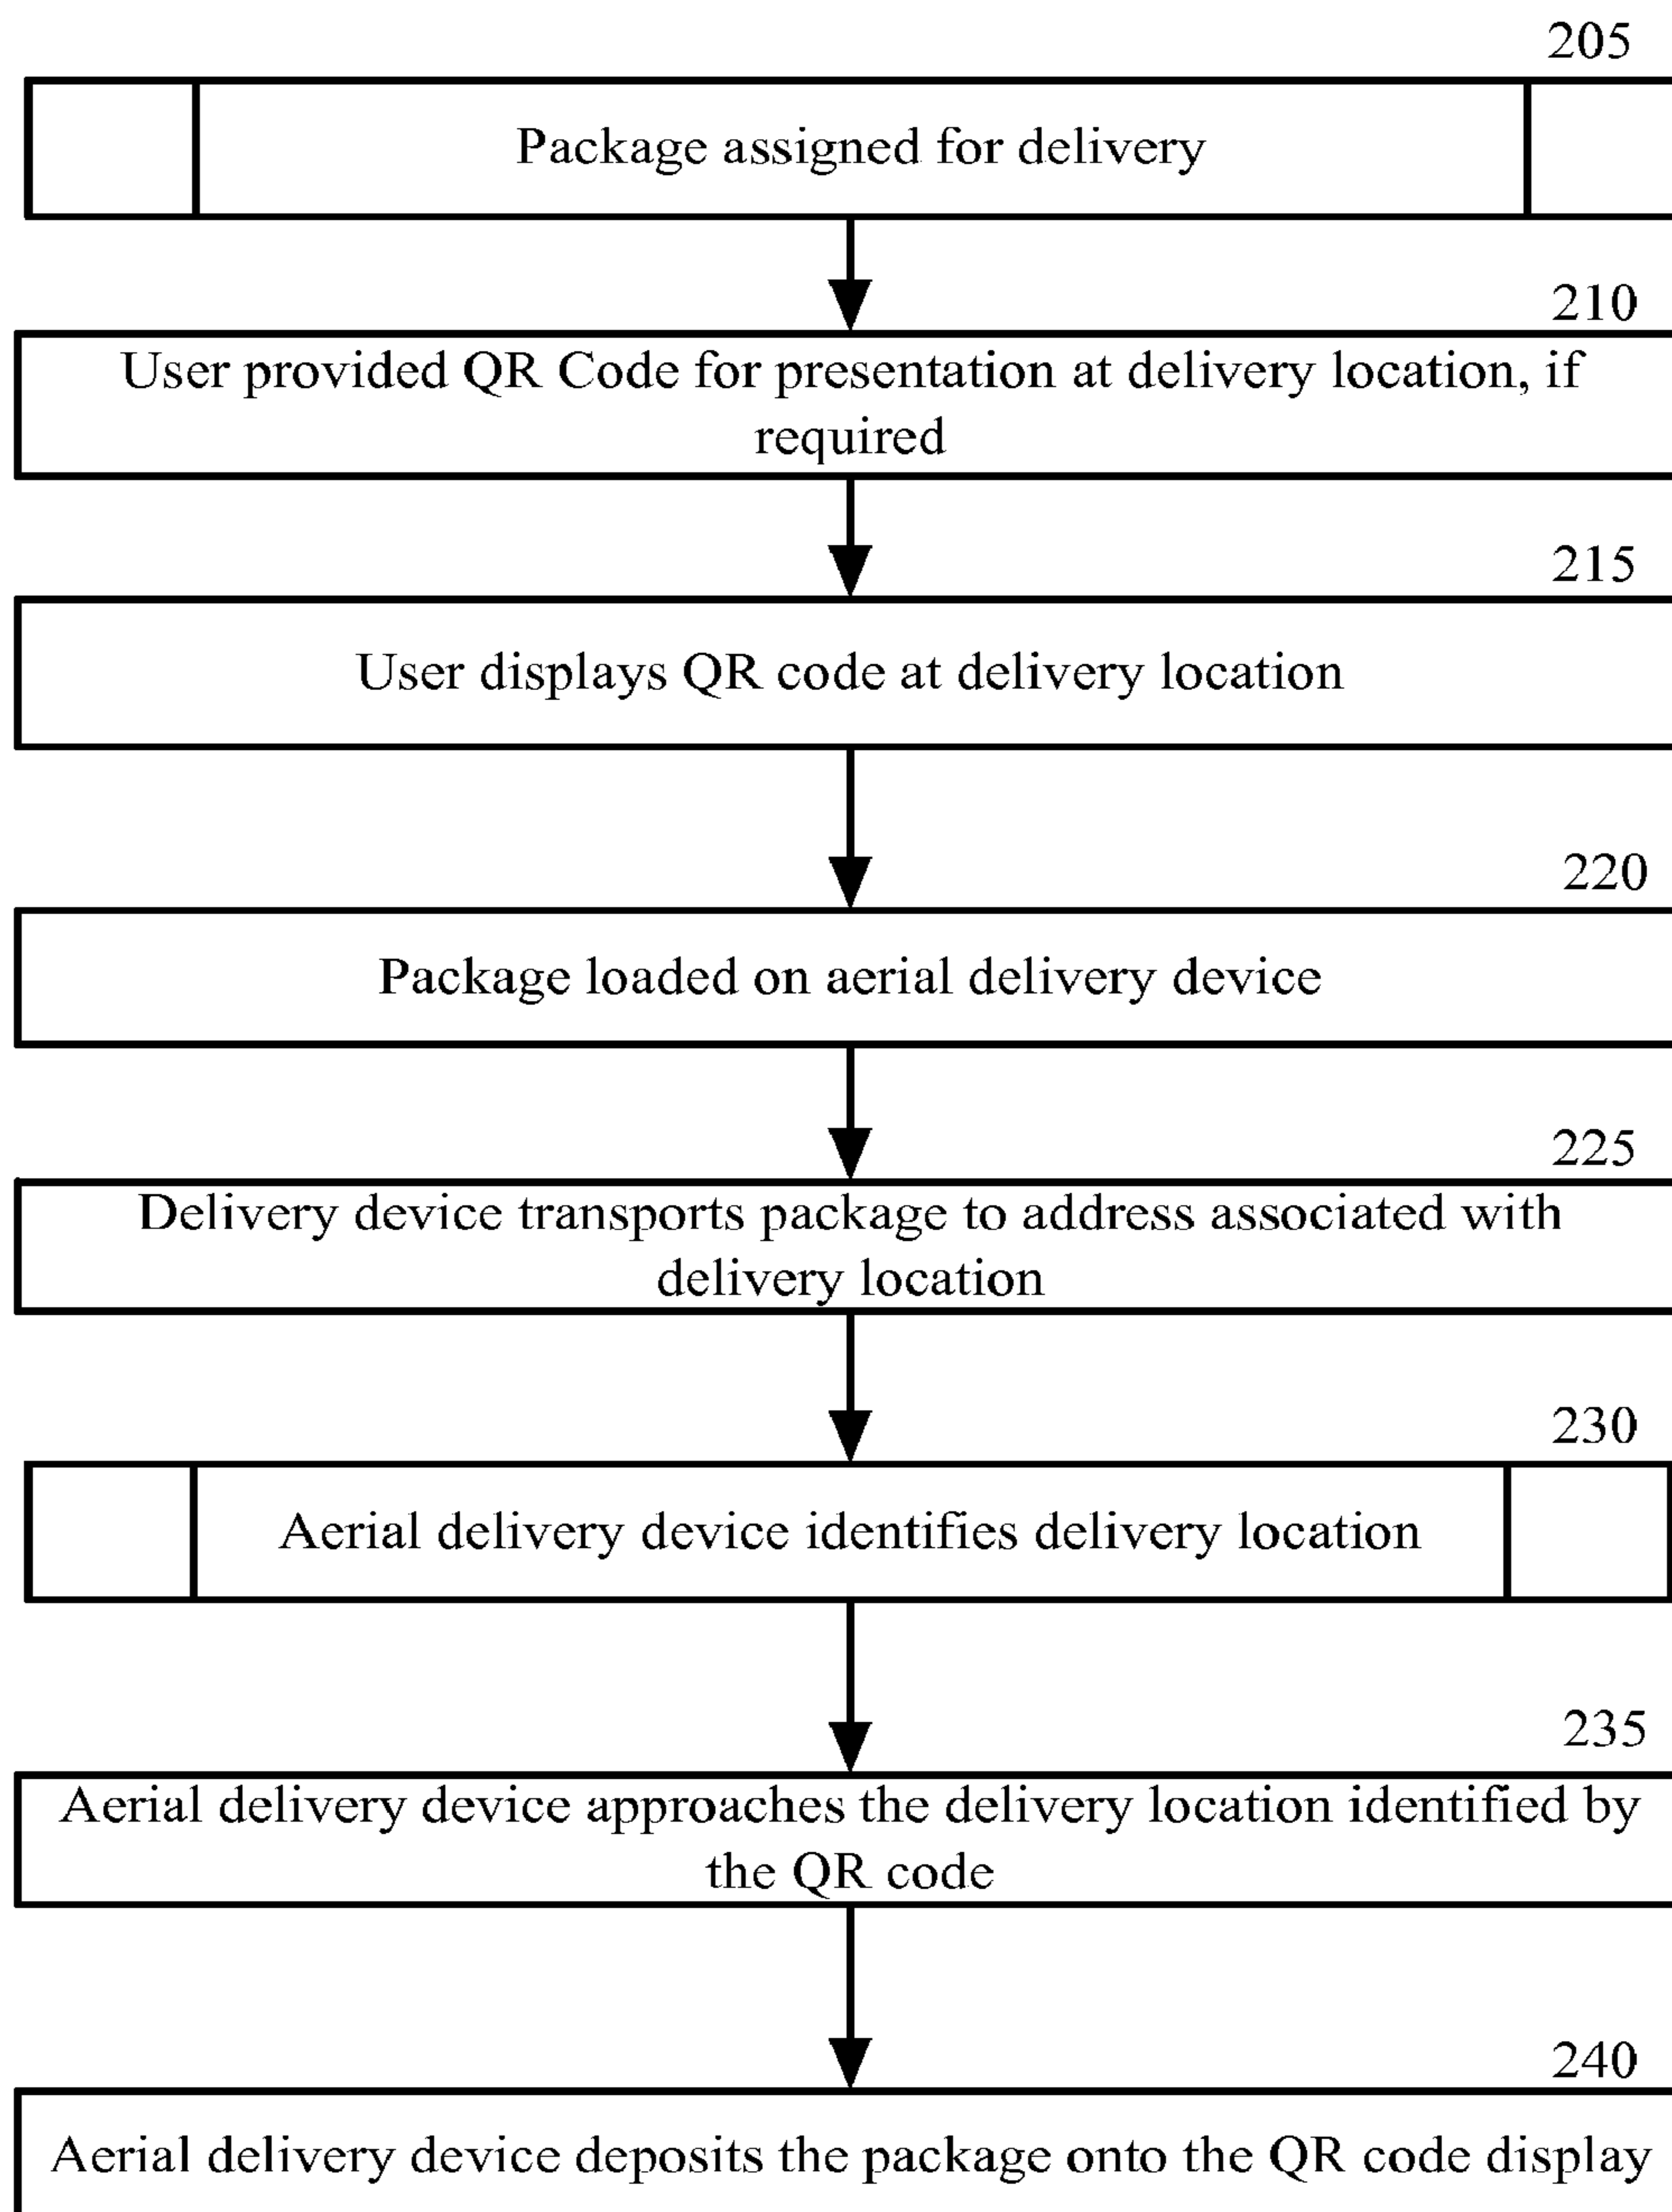 205
Package assigned for delivery
210
User provided QR Code for presentation at delivery location, if
required
215
User displays QR code at delivery location
220
Package loaded on aerial delivery device
225
Delivery device transports package to address associated with
delivery location
230
Aerial delivery device identifies delivery location
235
Aerial delivery device approaches the delivery location identified by
the QR code
240
Aerial delivery device deposits the package onto the QR code display